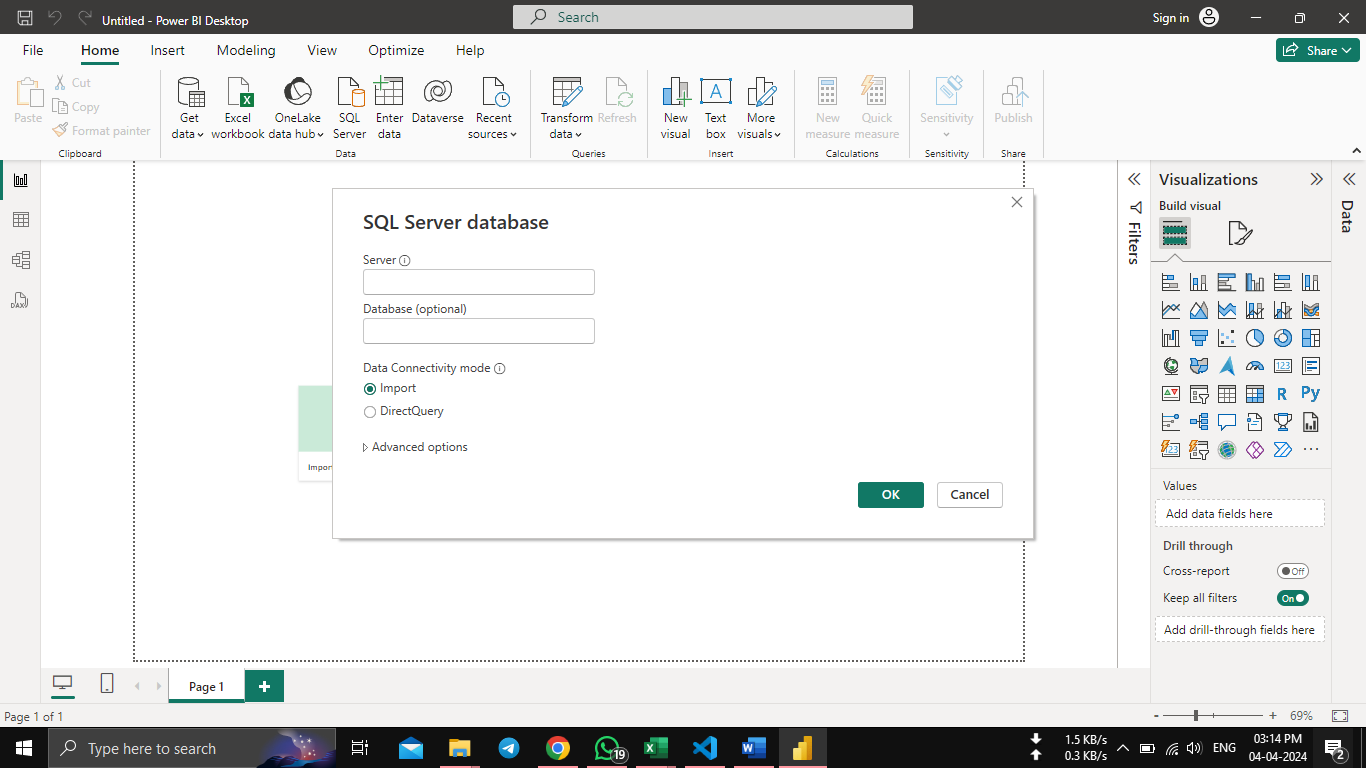 Untitled - Power BI Desktop
Search
Sign in
File
Home
Insert
Modeling
View
Optimize
Help
Share
Paste
Cut
Copy
Format painter
Clipboard
Get
data
Excel
workbook
OneLake
data hub
SQL
Server
Enter
data
Dataverse
Recent
sources
Data
Transform
data
Refresh
Queries
New
visual
Text
box
More
visuals
Insert
New
measure
Quick
measure
Calculations
Sensitivity
Sensitivity
Publish
Share
SQL Server database
Server
Database (optional)
Data Connectivity mode
Import
DirectQuery
Advanced options
OK
Cancel
Filters
Visualizations
Build visual
Data
DAX
123
R
Py
123
Values
Add data fields here
Drill through
Cross-report
Off
Keep all filters
On
Add drill-through fields here
Page 1
Page 1 of 1
69%
Type here to search
19
1.5 KB/s
0.3 KB/s
ENG
03:14 PM
04-04-2024
2